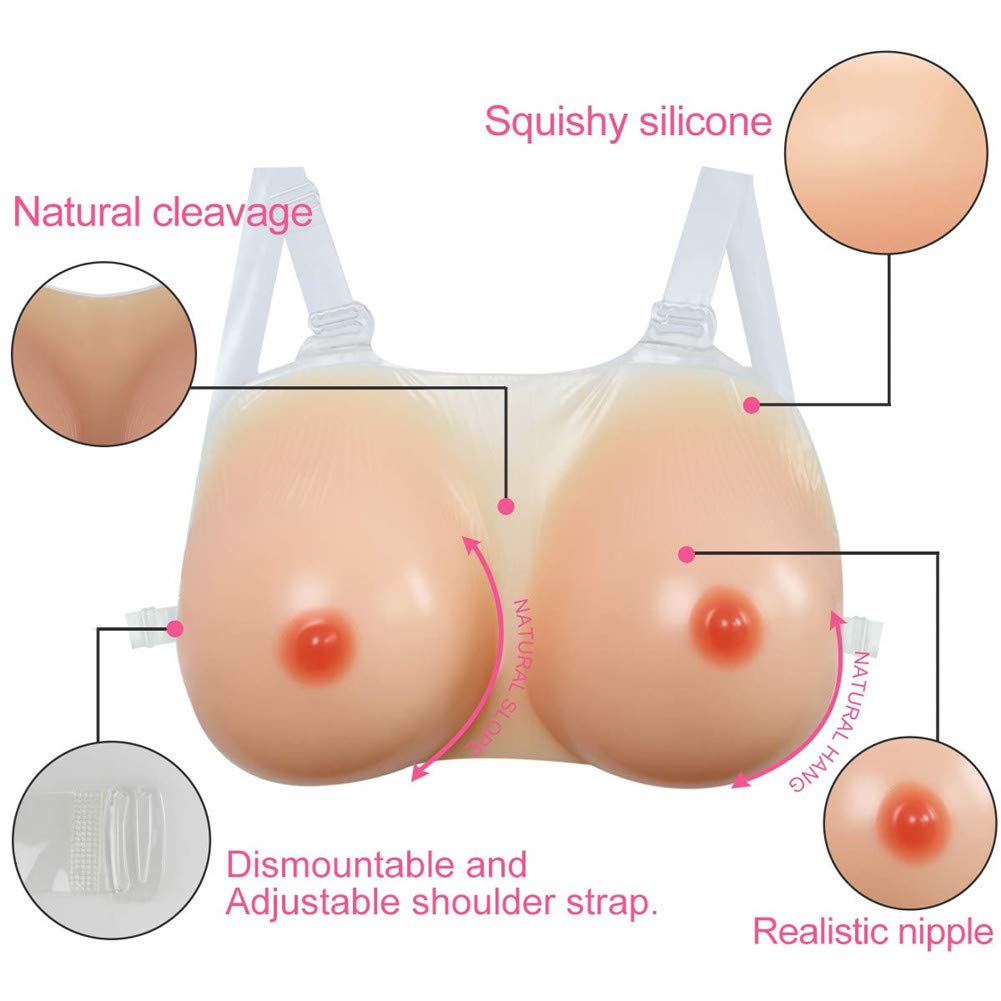 Squishy silicone
Natural cleavage
NATURAL SLOPE
NATURAL HANG
Dismountable and
Adjustable shoulder strap.
Realistic nipple